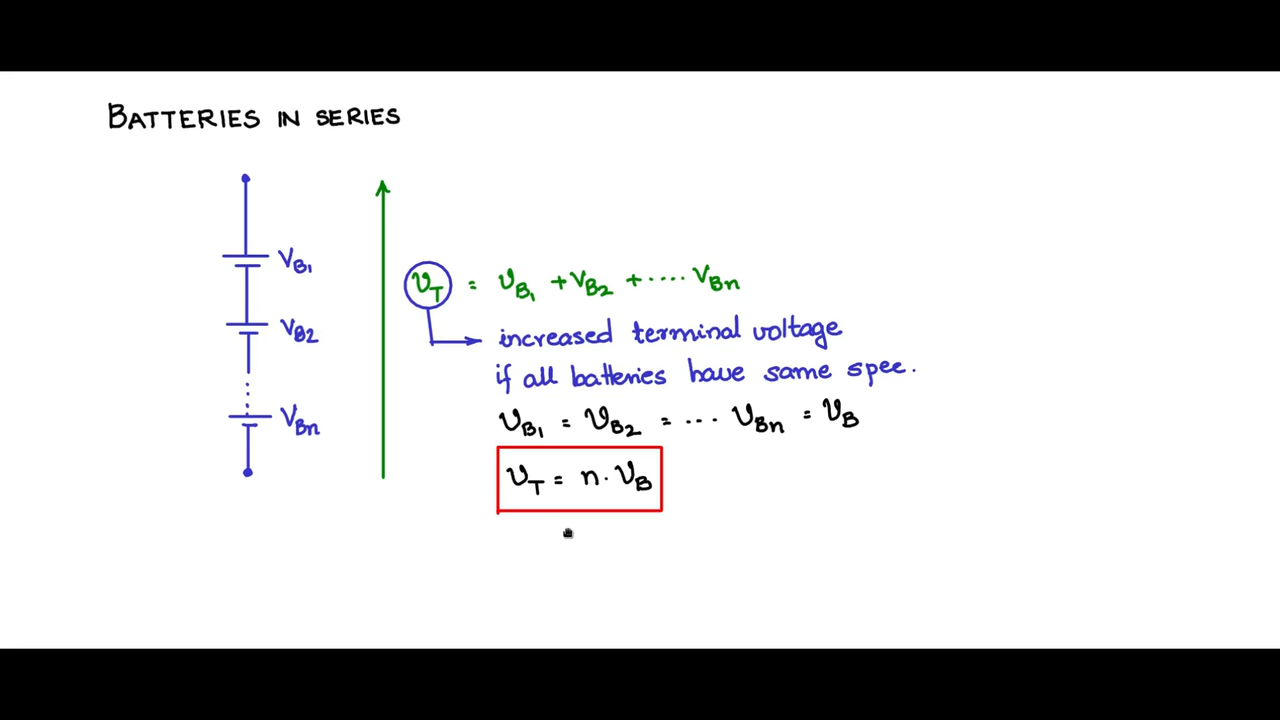 BATTERIES IN SERIES
VB1
VB2
VBn
VT = VB1 + VB2 + ..... VBn
increased terminal voltage
if all batteries have same spec.
VB1 = VB2 = ... VBn = VB
VT = n . VB